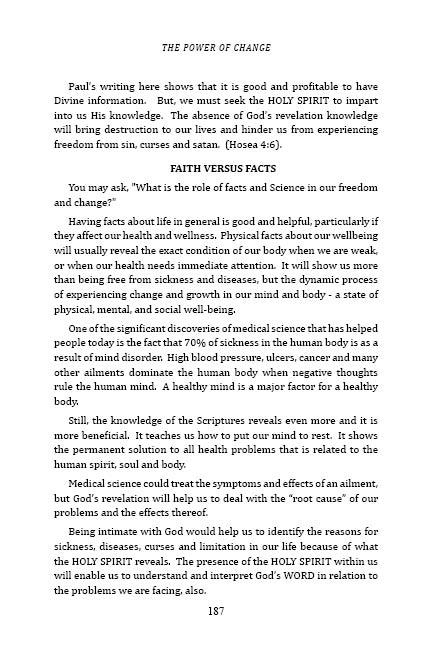 THE POWER OF CHANGE
Paul's writing here shows that it is good and profitable to have
Divine information. But, we must seek the HOLY SPIRIT to impart
into us His knowledge. The absence of God's revelation knowledge
will bring destruction to our lives and hinder us from experiencing
freedom from sin, curses and satan. (Hosea 4:6).
FAITH VERSUS FACTS
You may ask, "What is the role of facts and Science in our freedom
and change?"
Having facts about life in general is good and helpful, particularly if
they affect our health and wellness. Physical facts about our wellbeing
will usually reveal the exact condition of our body when we are weak,
or when our health needs immediate attention. It will show us more
than being free from sickness and diseases, but the dynamic process
of experiencing change and growth in our mind and body - a state of
physical, mental, and social well-being.
One of the significant discoveries of medical science that has helped
people today is the fact that 70% of sickness in the human body is as a
result of mind disorder. High blood pressure, ulcers, cancer and many
other ailments dominate the human body when negative thoughts
rule the human mind. A healthy mind is a major factor for a healthy
body.
Still, the knowledge of the Scriptures reveals even more and it is
more beneficial. It teaches us how to put our mind to rest. It shows
the permanent solution to all health problems that is related to the
human spirit, soul and body.
Medical science could treat the symptoms and effects of an ailment,
but God's revelation will help us to deal with the “root cause” of our
problems and the effects thereof.
Being intimate with God would help us to identify the reasons for
sickness, diseases, curses and limitation in our life because of what
the HOLY SPIRIT reveals. The presence of the HOLY SPIRIT within us
will enable us to understand and interpret God's WORD in relation to
the problems we are facing, also.
187